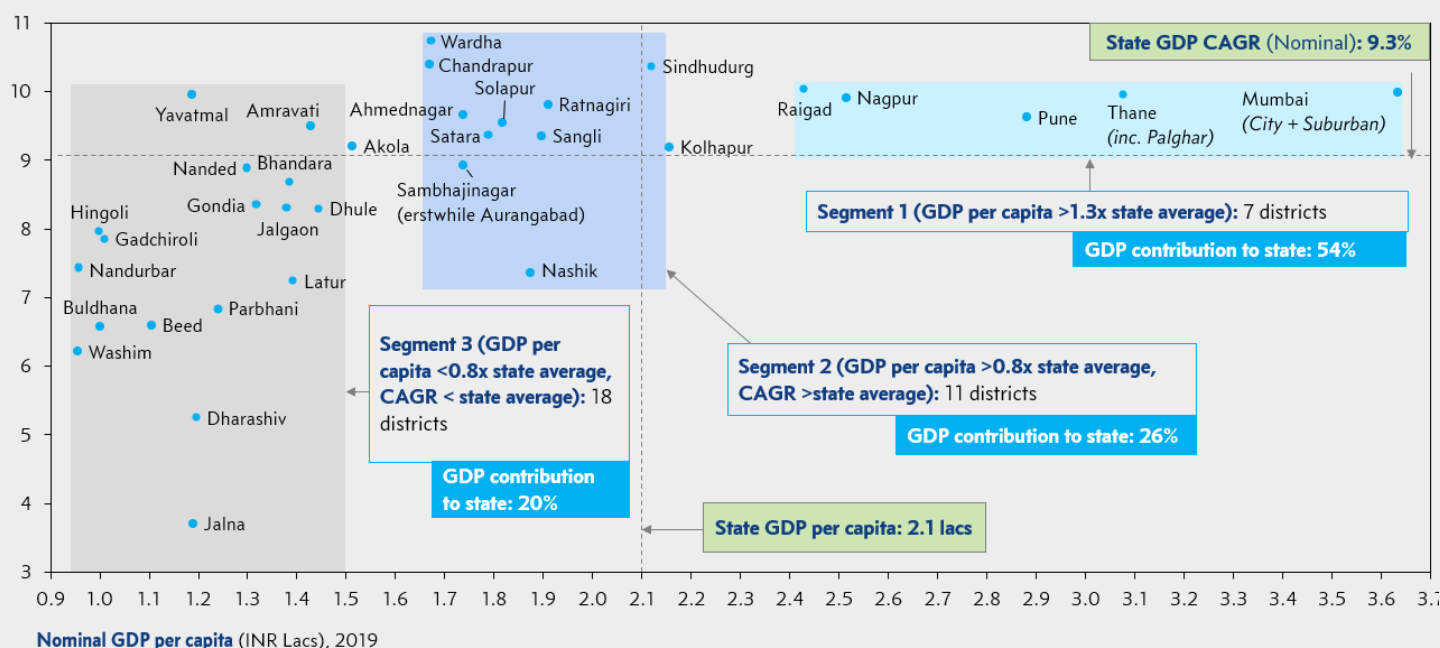 11
10
9
8
7
6
5
4
3
State GDP CAGR (Nominal): 9.3%
Wardha
Chandrapur
Solapur
Sindhudurg
Yavatmal
Amravati
Ahmednagar
Ratnagiri
Raigad
Nagpur
Pune
Thane
(inc. Palghar)
Mumbai
(City + Suburban)
Akola
Satara
Sangli
Kolhapur
Nanded
Bhandara
Sambhajinagar
(erstwhile Aurangabad)
Gondia
Dhule
Jalgaon
Hingoli
Gadchiroli
Nandurbar
Latur
Nashik
Buldhana
Beed
Parbhani
Washim
Dharashiv
Jalna
Segment 1 (GDP per capita >1.3x state average): 7 districts
GDP contribution to state: 54%
Segment 2 (GDP per capita >0.8x state average,
CAGR >state average): 11 districts
GDP contribution to state: 26%
Segment 3 (GDP per
capita <0.8x state average,
CAGR < state average): 18
districts
GDP contribution
to state: 20%
State GDP per capita: 2.1 lacs
0.9 1.0 1.1 1.2 1.3 1.4 1.5 1.6 1.7 1.8 1.9 2.0 2.1 2.2 2.3 2.4 2.5 2.6 2.7 2.8 2.9 3.0 3.1 3.2 3.3 3.4 3.5 3.6 3.7
Nominal GDP per capita (INR Lacs), 2019